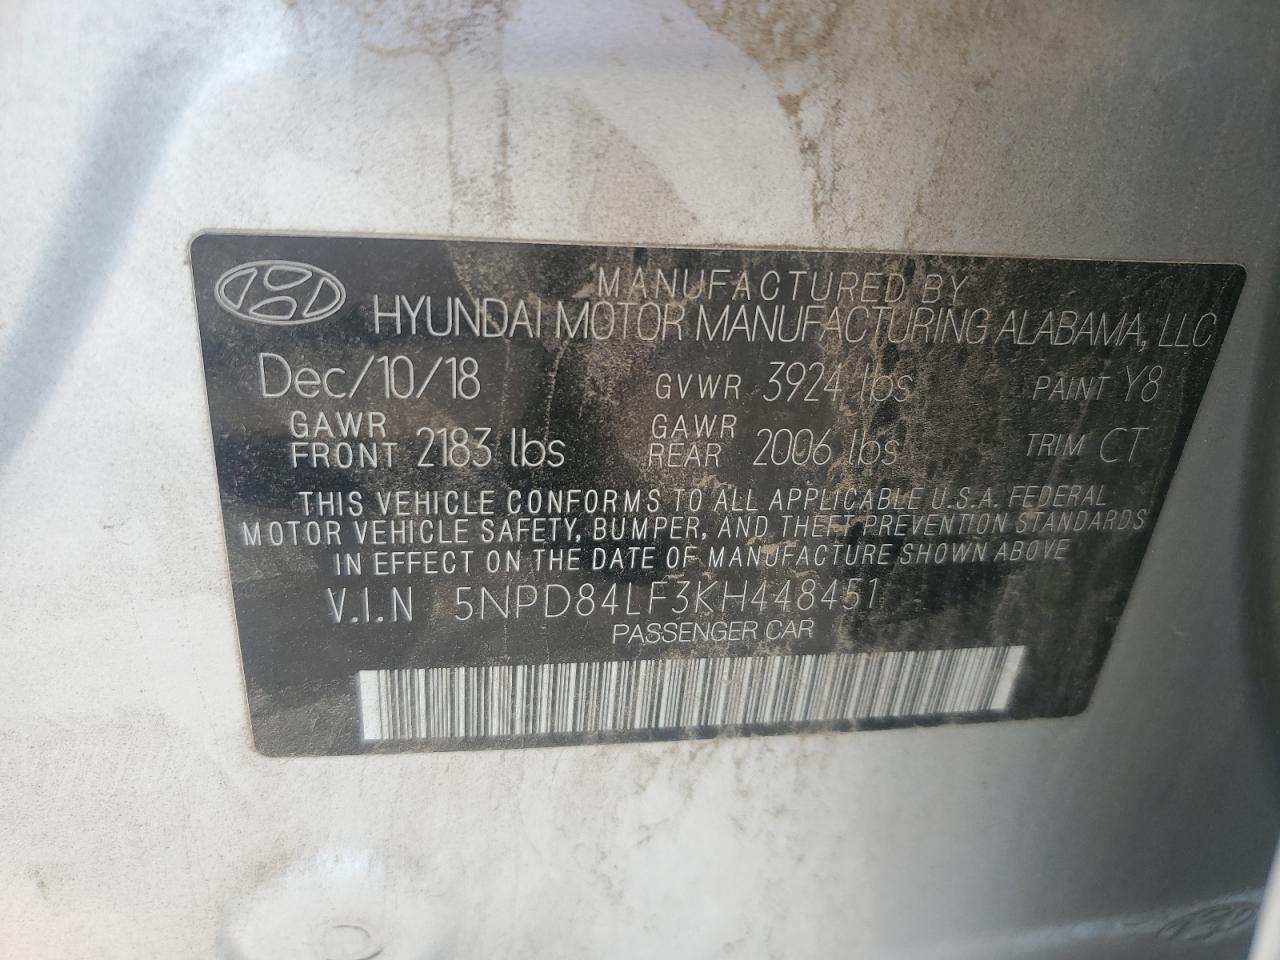 MANUFACTURED BY
HYUNDAI MOTOR MANUFACTURING ALABAMA, LLC
Dec/10/18 GVWR 3924 lbs PAINT Y8
GAWR FRONT 2183 lbs GAWR REAR 2006 lbs TRIM CT
THIS VEHICLE CONFORMS TO ALL APPLICABLE U.S.A. FEDERAL
MOTOR VEHICLE SAFETY, BUMPER, AND THEFT PREVENTION STANDARDS
IN EFFECT ON THE DATE OF MANUFACTURE SHOWN ABOVE
V.I.N 5NPD84LF3KH448451
PASSENGER CAR